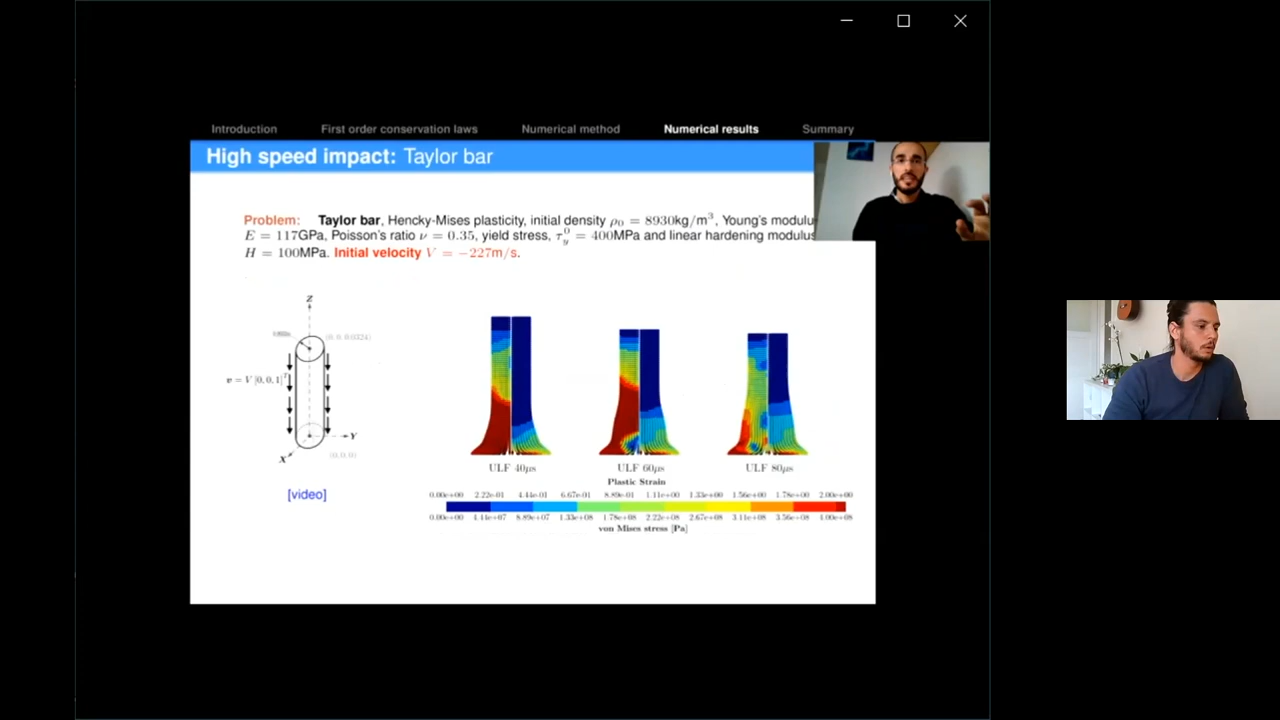 Introduction First order conservation laws Numerical method Numerical results Summary
High speed impact: Taylor bar
Problem: Taylor bar, Hencky-Mises plasticity, initial density ρ₀ = 8930kg/m³, Young's modulu
E = 117GPa, Poisson's ratio ν = 0.35, yield stress, τ⁰y = 400MPa and linear hardening modulus
H = 100MPa. Initial velocity V = −227m/s.
Z
(0, 0, 0.0324)
v = V [0, 0, 1]ᵀ
Y
X
(0, 0, 0)
[video]
ULF 40μs ULF 60μs ULF 80μs
Plastic Strain
0.00e+00 2.22e-01 4.44e-01 6.67e-01 8.89e-01 1.11e+00 1.33e+00 1.56e+00 1.78e+00 2.00e+00
0.00e+00 4.44e+07 8.89e+07 1.33e+08 1.78e+08 2.22e+08 2.67e+08 3.11e+08 3.56e+08 4.00e+08
von Mises stress [Pa]